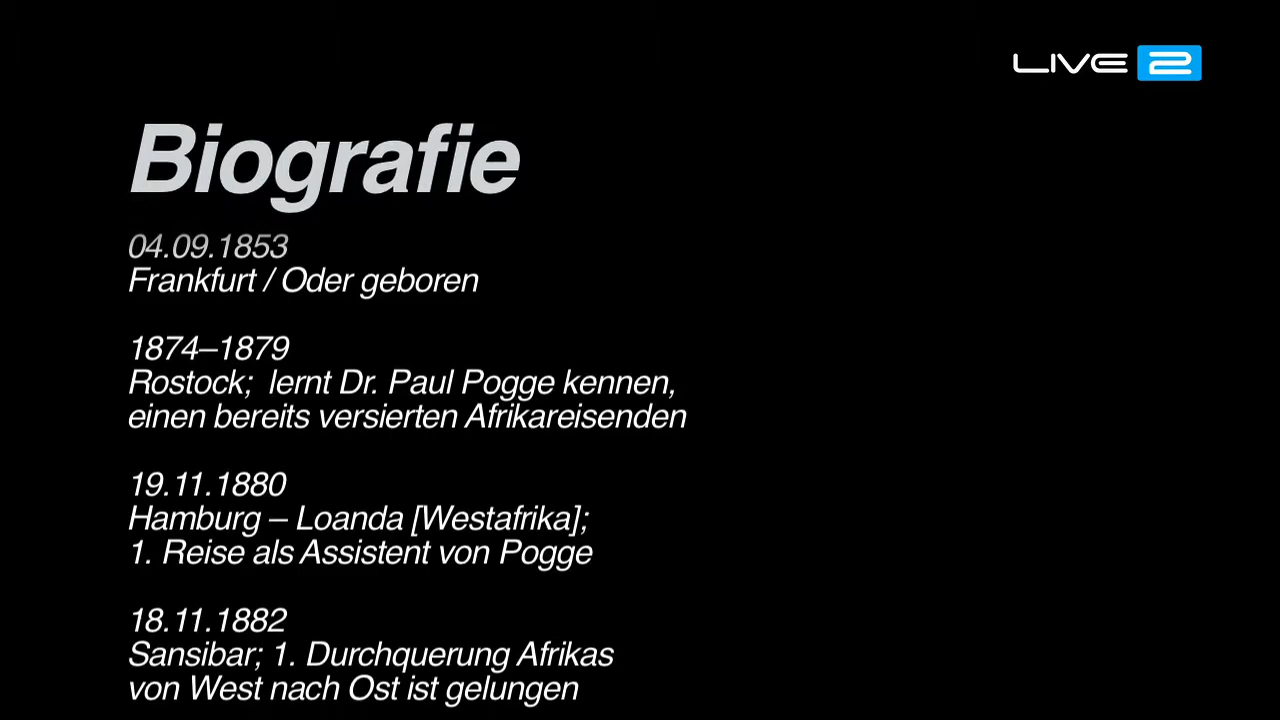 LIVE 2
Biografie
04.09.1853
Frankfurt / Oder geboren
1874–1879
Rostock; lernt Dr. Paul Pogge kennen,
einen bereits versierten Afrikareisenden
19.11.1880
Hamburg – Loanda [Westafrika];
1. Reise als Assistent von Pogge
18.11.1882
Sansibar; 1. Durchquerung Afrikas
von West nach Ost ist gelungen